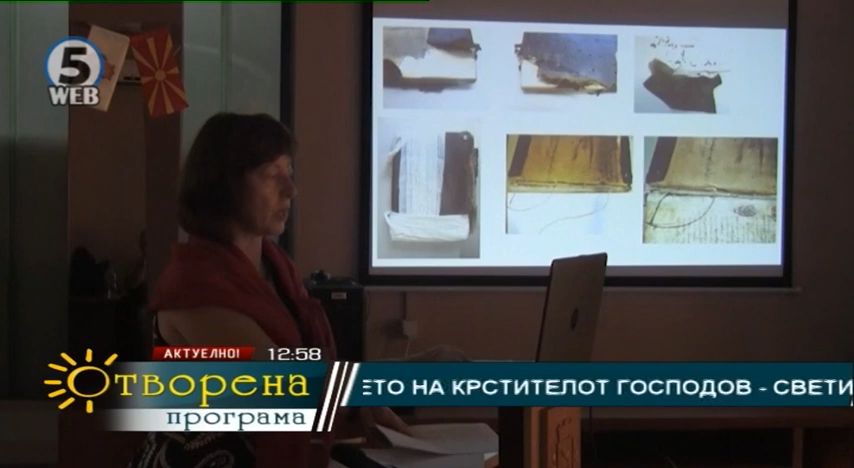 5
WEB
АКТУЕЛНО! 12:58
Отворена
програма
ЕТО НА КРСТИТЕЛОТ ГОСПОДОВ - СВЕТИ